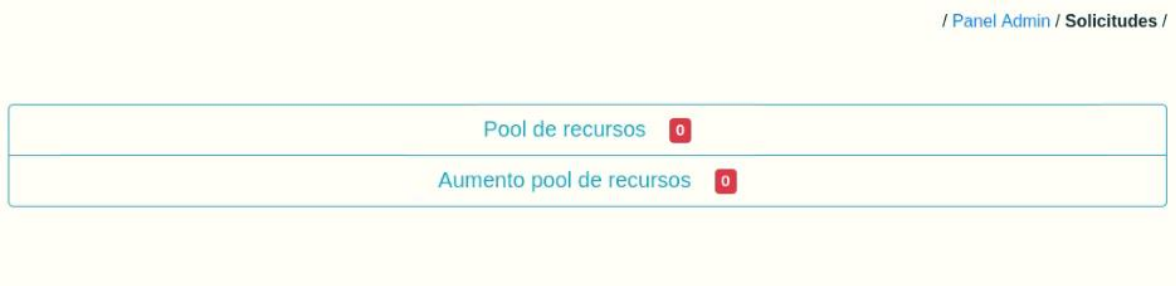 / Panel Admin / Solicitudes /
Pool de recursos 0
Aumento pool de recursos 0